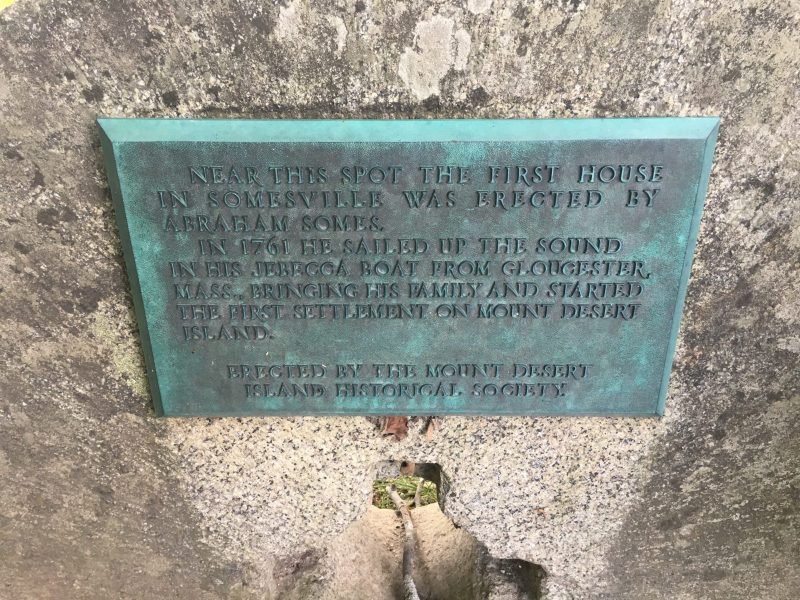 NEAR THIS SPOT THE FIRST HOUSE
IN SOMESVILLE WAS ERECTED BY
ABRAHAM SOMES.
IN 1761 HE SAILED UP THE SOUND
IN HIS JEBECCA BOAT FROM GLOUCESTER,
MASS., BRINGING HIS FAMILY AND STARTED
THE FIRST SETTLEMENT ON MOUNT DESERT
ISLAND.
ERECTED BY THE MOUNT DESERT
ISLAND HISTORICAL SOCIETY.